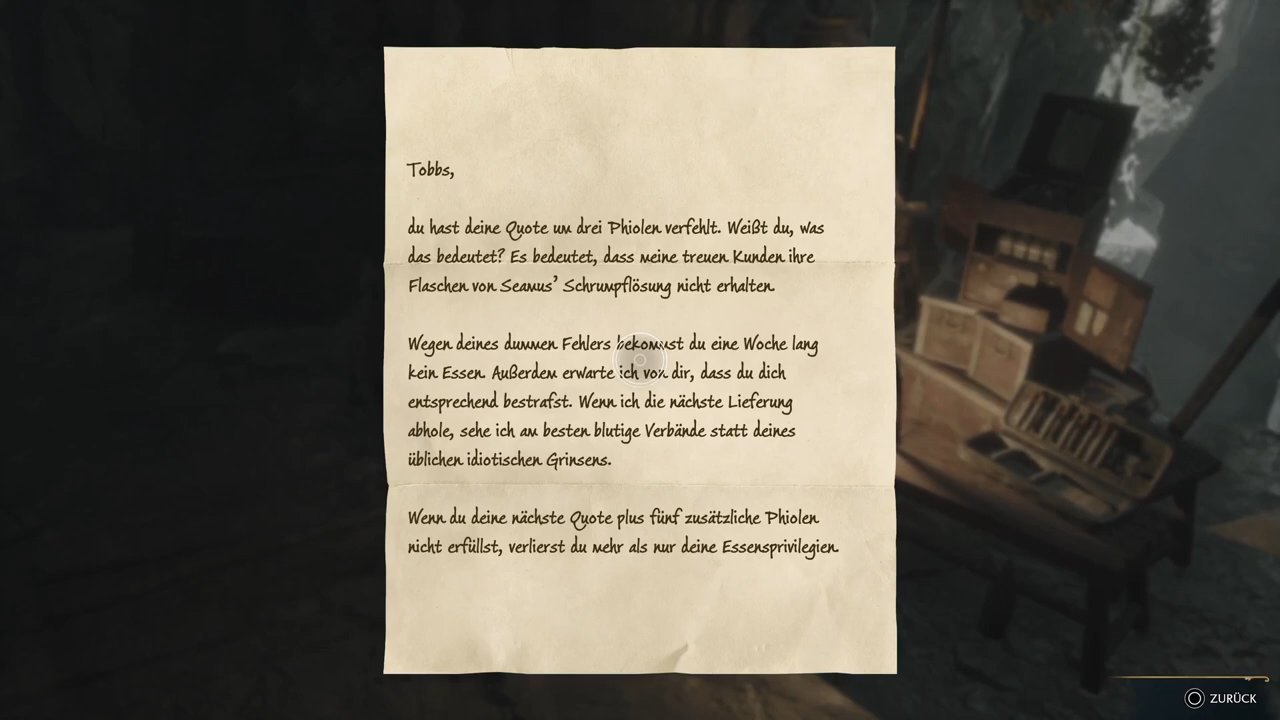 Tobbs,
du hast deine Quote um drei Phiolen verfehlt. Weißt du, was
das bedeutet? Es bedeutet, dass meine treuen Kunden ihre
Flaschen von Seamus’ Schrumpflösung nicht erhalten.
Wegen deines dummen Fehlers bekommst du eine Woche lang
kein Essen. Außerdem erwarte ich von dir, dass du dich
entsprechend bestrafst. Wenn ich die nächste Lieferung
abhole, sehe ich am besten blutige Verbände statt deines
üblichen idiotischen Grinsens.
Wenn du deine nächste Quote plus fünf zusätzliche Phiolen
nicht erfüllst, verlierst du mehr als nur deine Essensprivilegien.
ZURÜCK